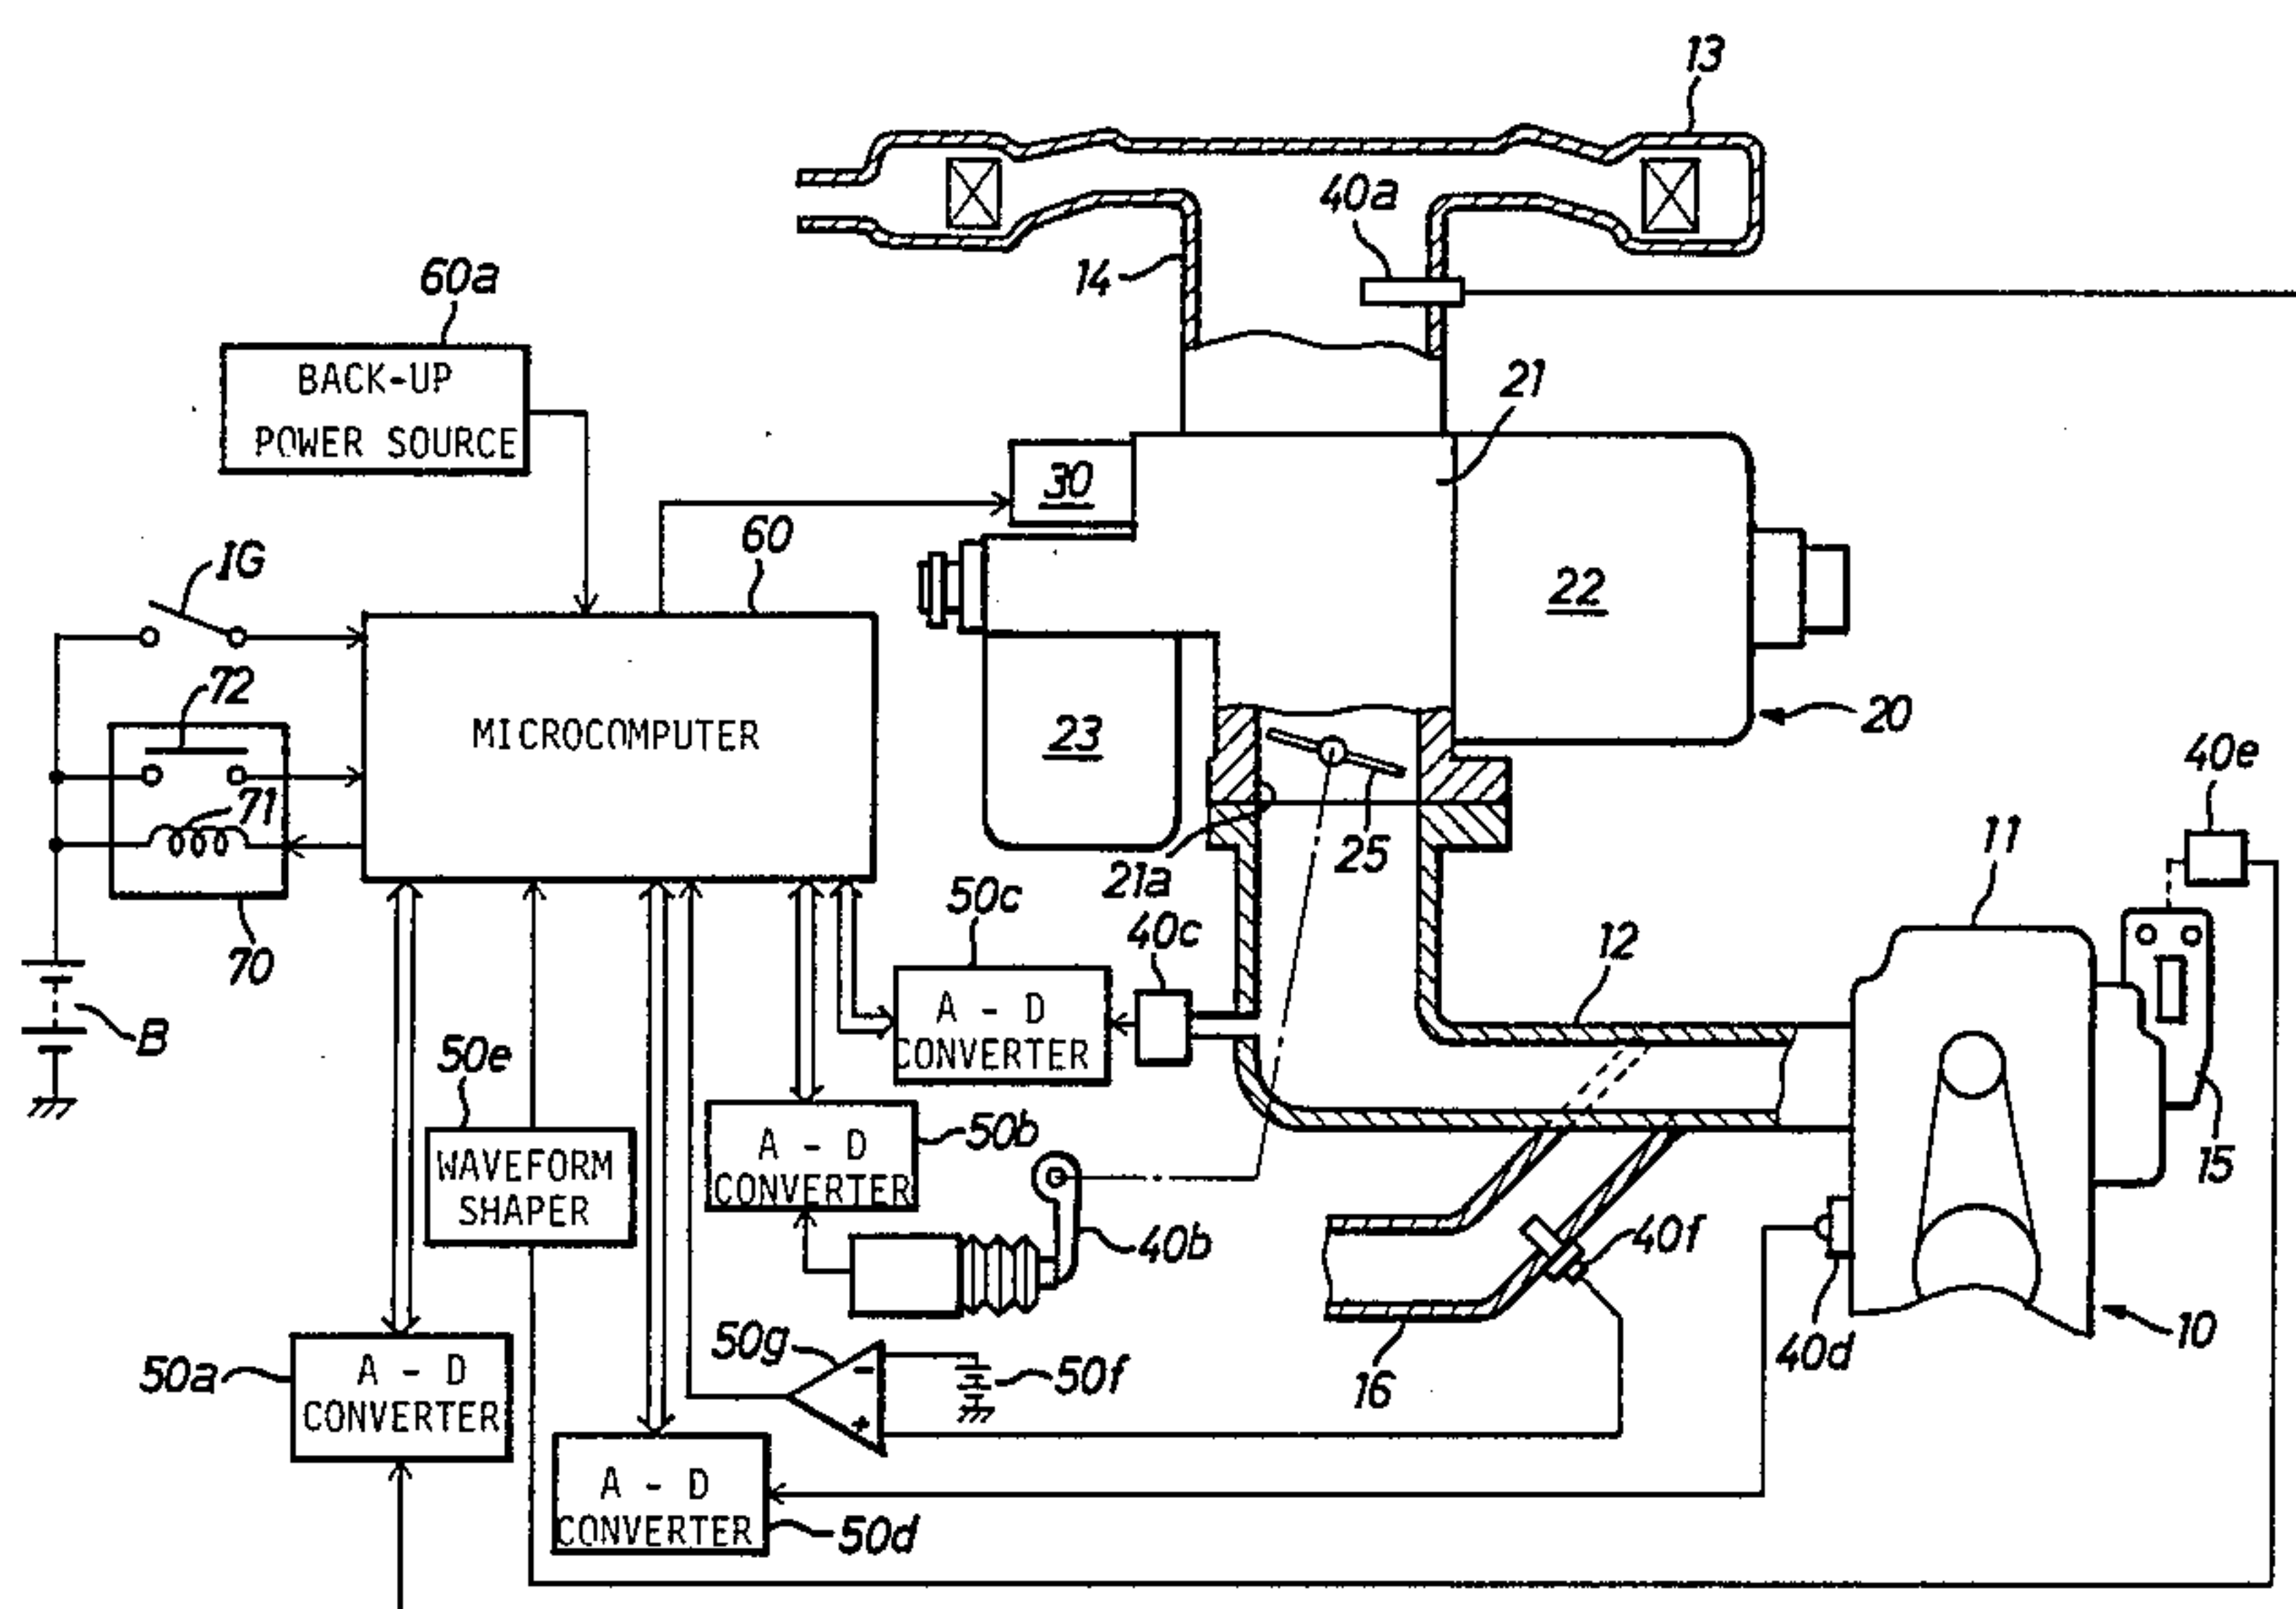 13
40a
60a
14
BACK-UP
POWER SOURCE
21
30
60
IG
22
72
MICROCOMPUTER
23
20
40e
71
25
11
21a
50c
40c
70
12
A - D
CONVERTER
B
50e
A - D
CONVERTER
50b
WAVEFORM
SHAPER
15
40b
40f
10
50g
-
50f
40d
50a
A - D
CONVERTER
16
+
A - D
CONVERTER
50d